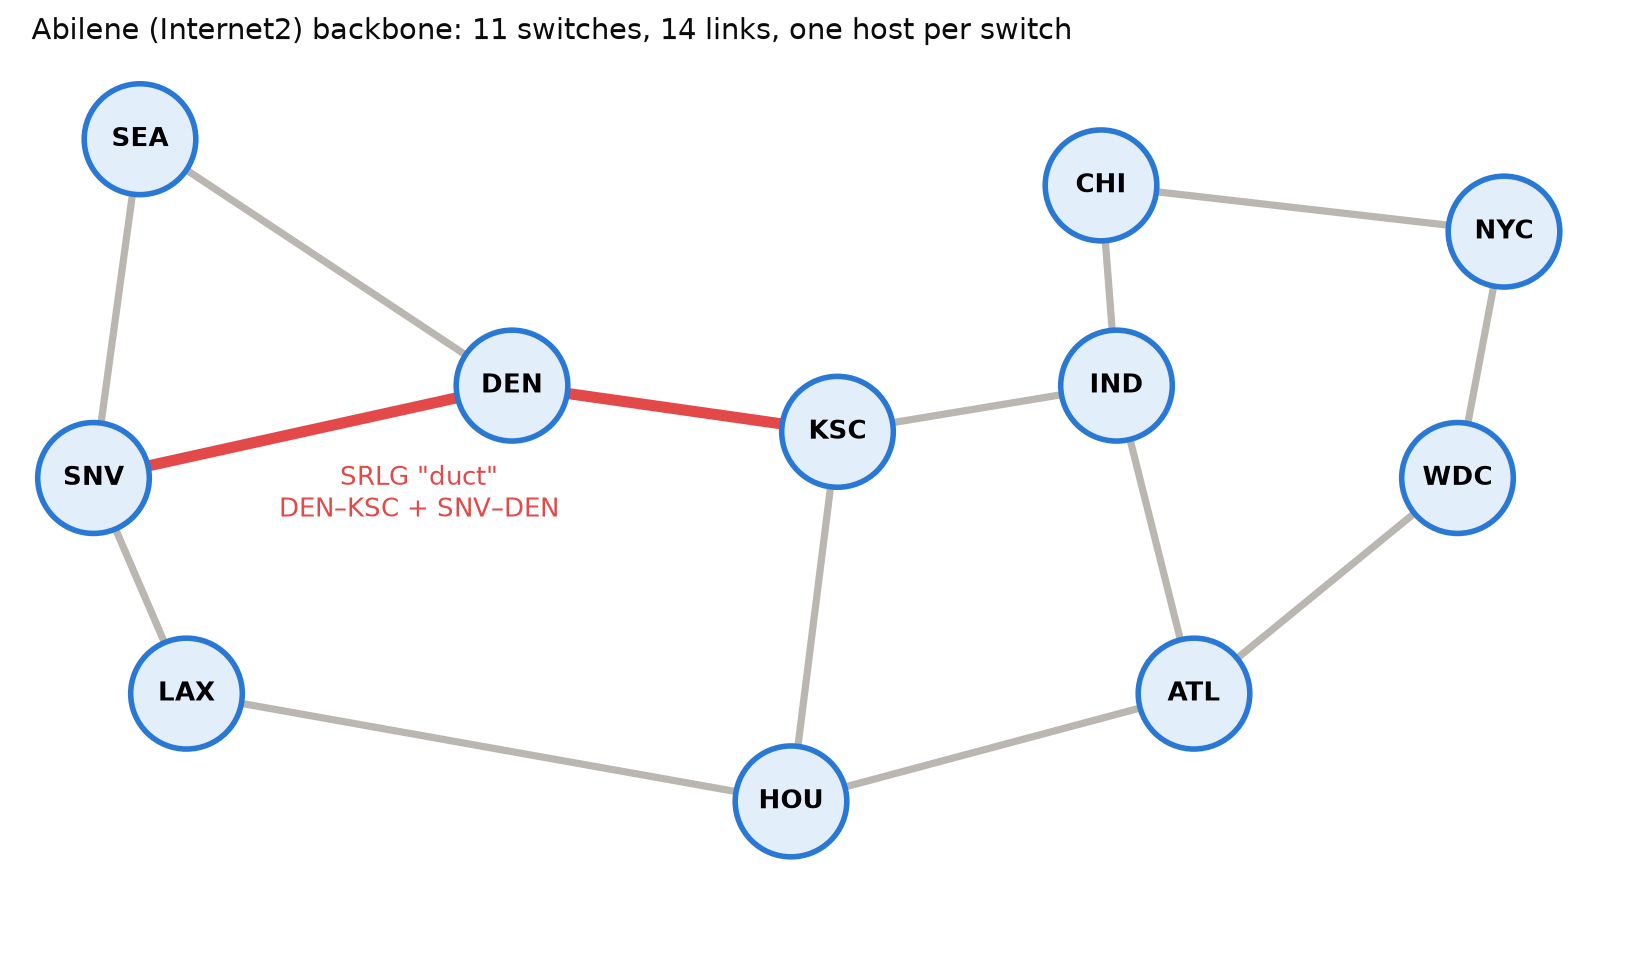 Abilene (Internet2) backbone: 11 switches, 14 links, one host per switch
SEA
CHI
NYC
DEN
IND
KSC
SNV
WDC
SRLG "duct"
DEN–KSC + SNV–DEN
LAX
ATL
HOU